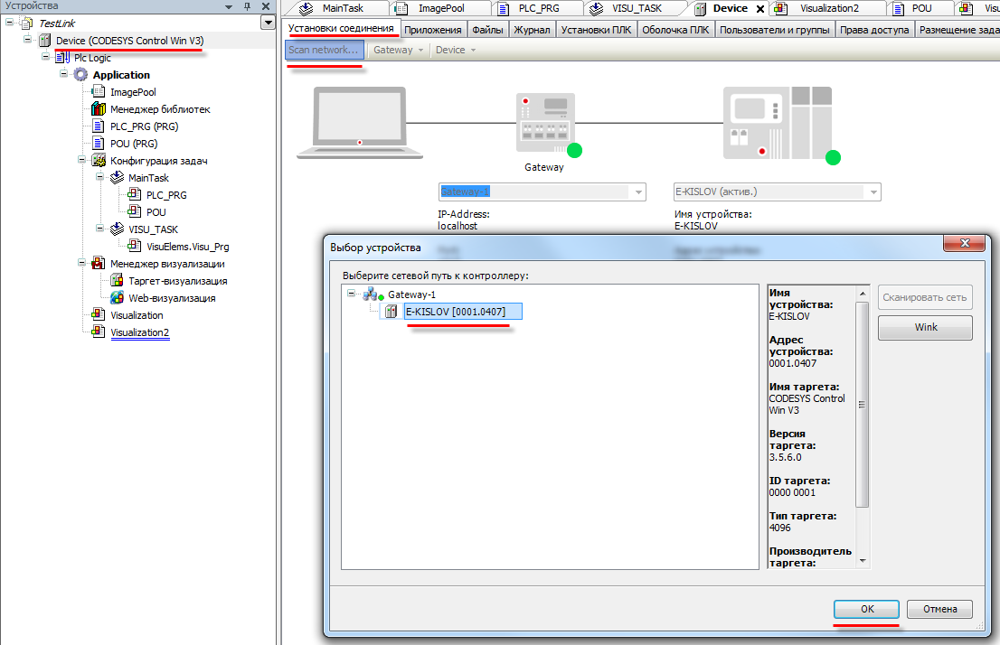 Устройства
TestLink
Device (CODESYS Control Win V3)
Plc Logic
Application
ImagePool
Менеджер библиотек
PLC_PRG (PRG)
POU (PRG)
Конфигурация задач
MainTask
PLC_PRG
POU
VISU_TASK
VisuElems.Visu_Prg
Менеджер визуализации
Таргет-визуализация
Web-визуализация
Visualization
Visualization2
MainTask
ImagePool
PLC_PRG
VISU_TASK
Device
Visualization2
POU
Visu
Установки соединения
Приложения
Файлы
Журнал
Установки ПЛК
Оболочка ПЛК
Пользователи и группы
Права доступа
Размещение зада
Scan network...
Gateway
Device
Gateway
Gateway-1
E-KISLOV (актив.)
IP-Address:
localhost
Имя устройства:
E-KISLOV
Выбор устройства
Выберите сетевой путь к контроллеру:
Gateway-1
E-KISLOV [0001.0407]
Имя
устройства:
E-KISLOV
Адрес
устройства:
0001.0407
Имя таргета:
CODESYS Control
Win V3
Версия
таргета:
3.5.6.0
ID таргета:
0000 0001
Тип таргета:
4096
Производитель
таргета:
Сканировать сеть
Wink
OK
Отмена